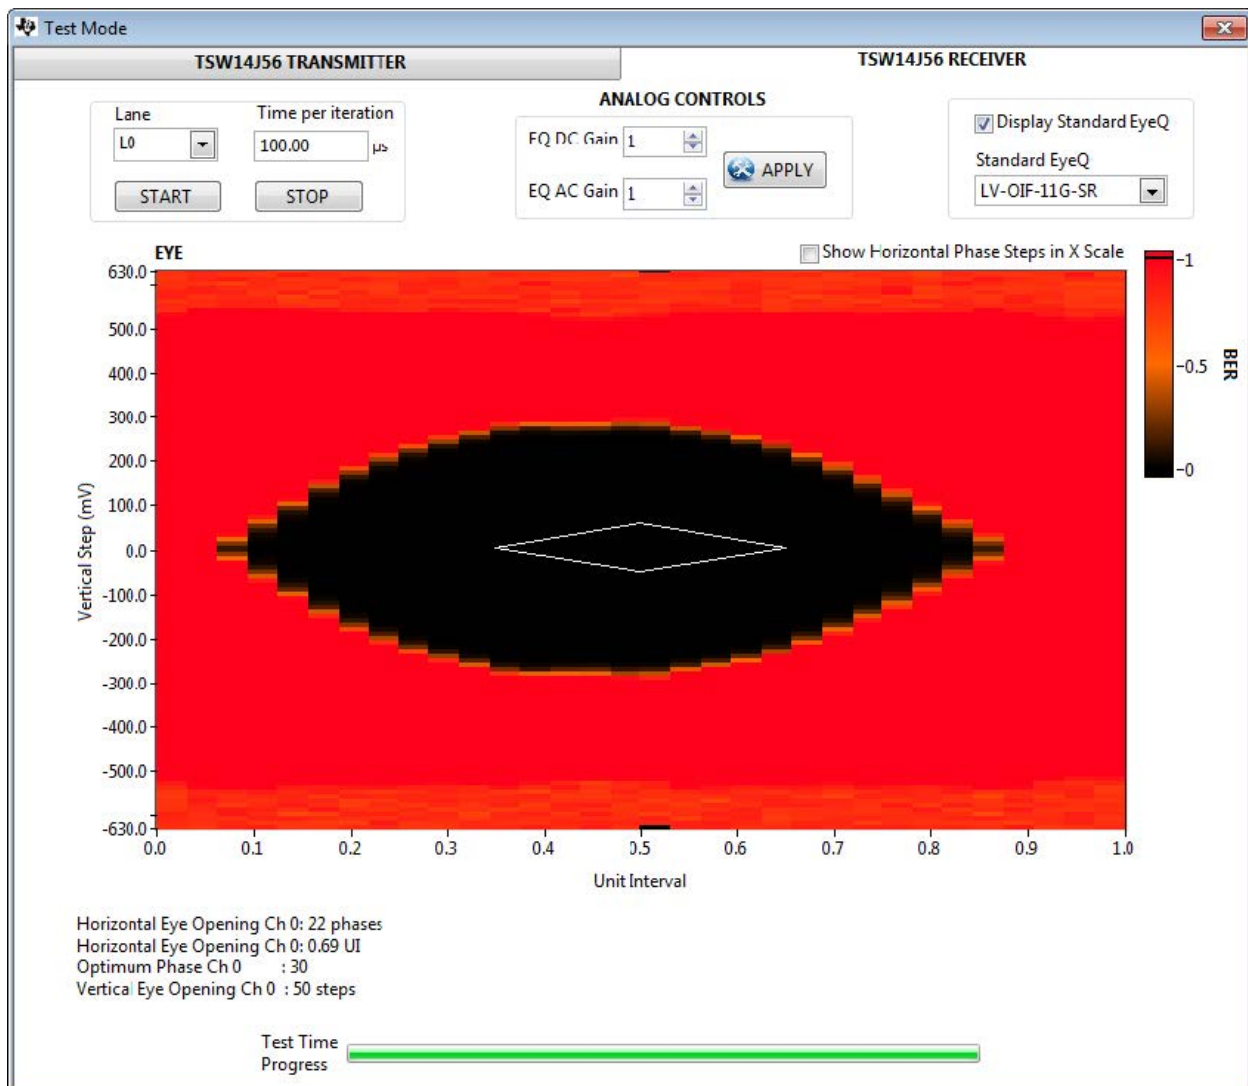 Test Mode
TSW14J56 TRANSMITTER
TSW14J56 RECEIVER
Lane
Time per iteration
L0
100.00
µs
START
STOP
ANALOG CONTROLS
EQ DC Gain
1
EQ AC Gain
1
APPLY
Display Standard EyeQ
Standard EyeQ
LV-OIF-11G-SR
EYE
Show Horizontal Phase Steps in X Scale
630.0
500.0
400.0
300.0
200.0
100.0
0.0
-100.0
-200.0
-300.0
-400.0
-500.0
-630.0
Vertical Step (mV)
0.0 0.1 0.2 0.3 0.4 0.5 0.6 0.7 0.8 0.9 1.0
Unit Interval
1
0.5
0
BER
Horizontal Eye Opening Ch 0: 22 phases
Horizontal Eye Opening Ch 0: 0.69 UI
Optimum Phase Ch 0 : 30
Vertical Eye Opening Ch 0 : 50 steps
Test Time
Progress